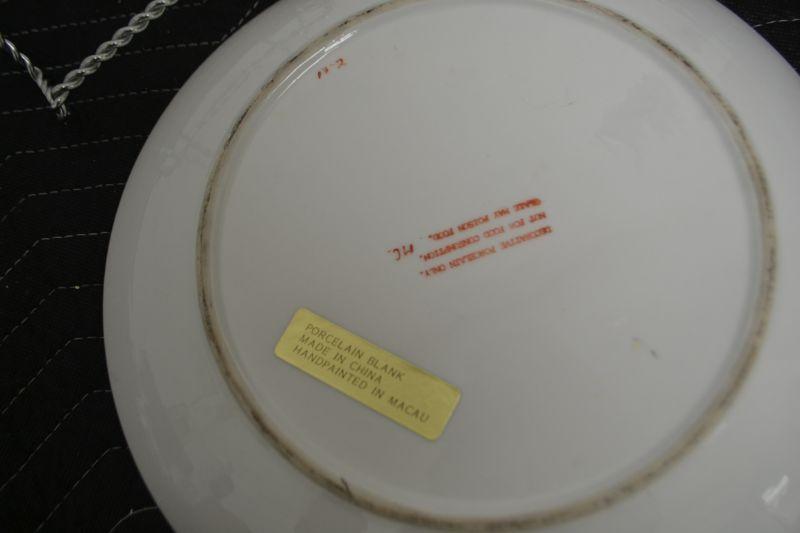 PORCELAIN BLANK
MADE IN CHINA
HANDPAINTED IN MACAU
DECORATIVE PORCELAIN ONLY,
NOT FOR FOOD CONSUMPTION.
GLAZE MAY POISON FOOD.
MC.